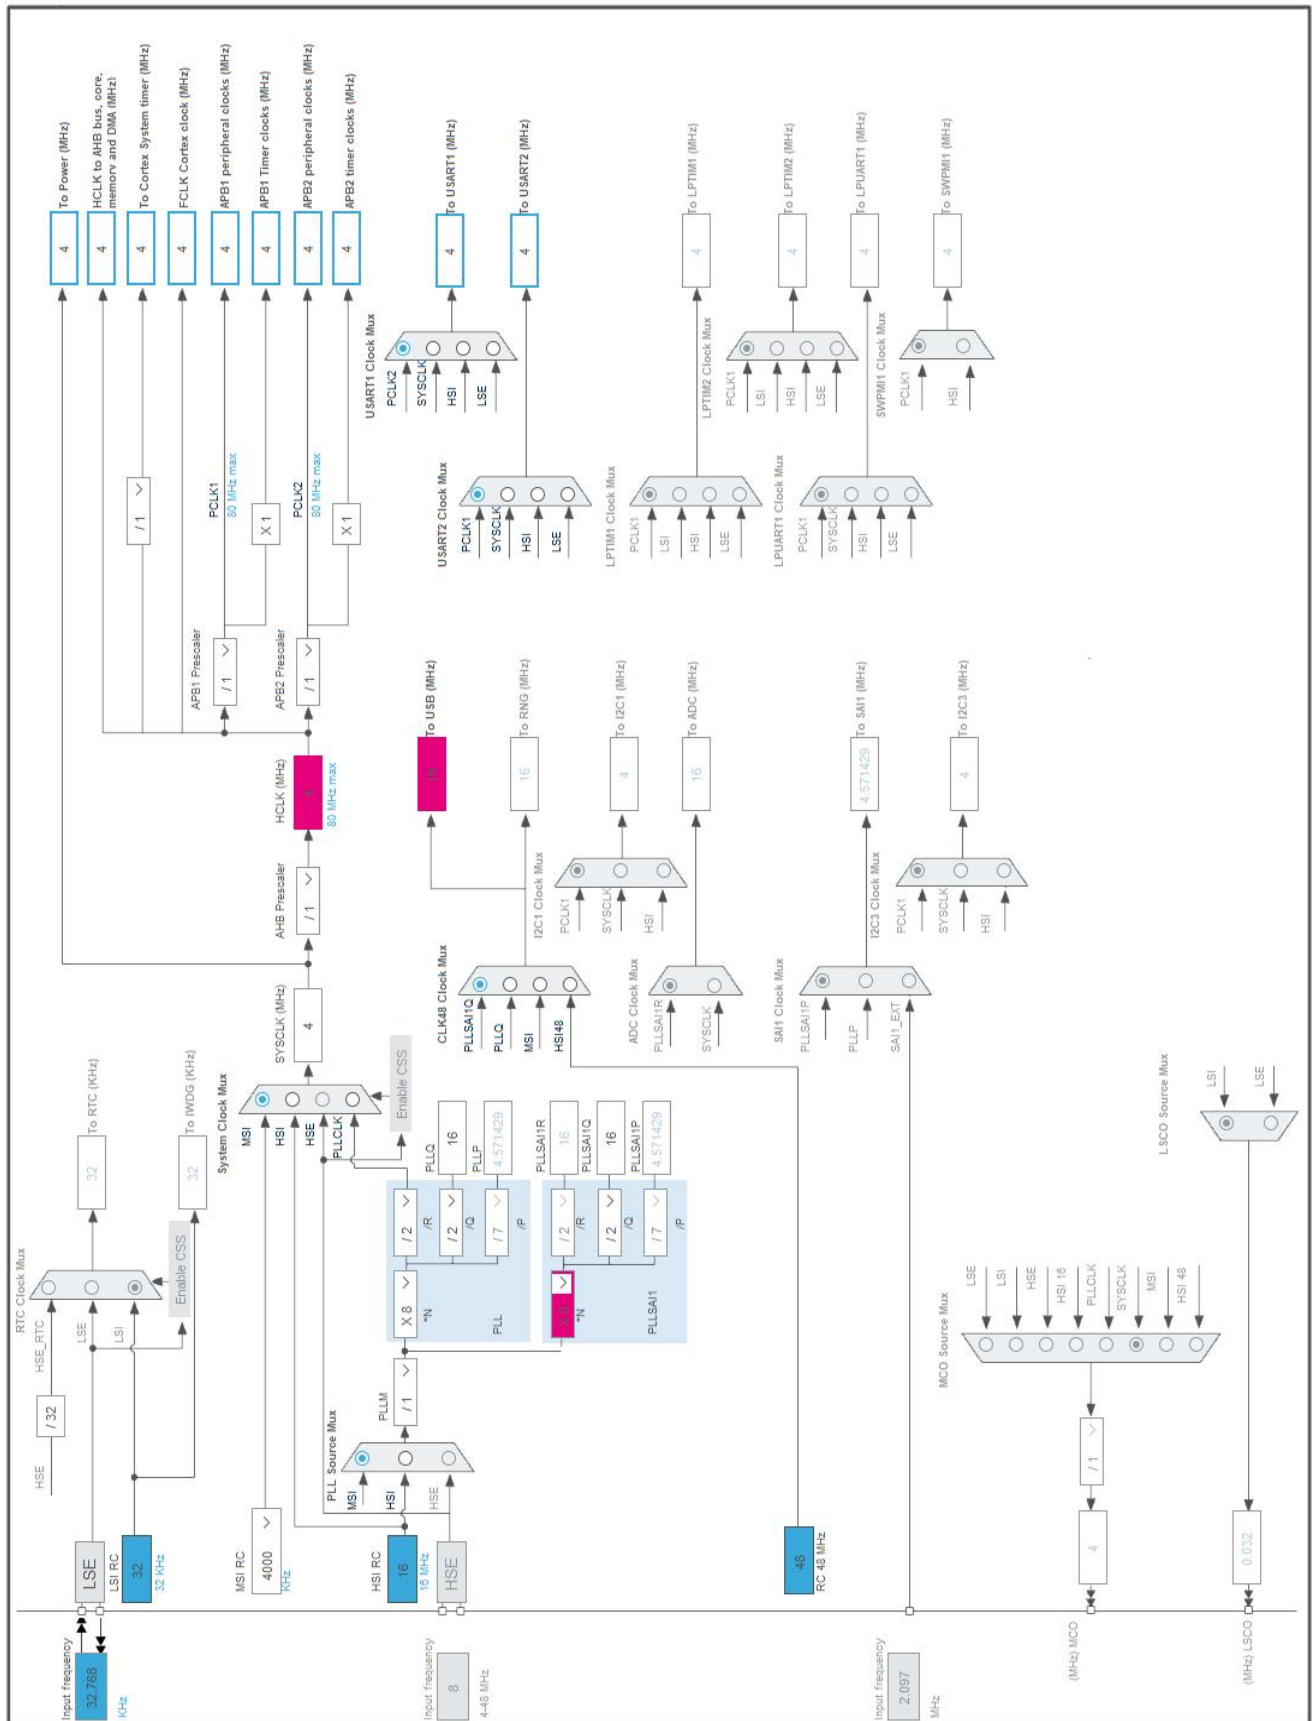 Input frequency
32.768
KHz
LSE
LSI RC
32
32 KHz
HSE
/ 32
HSE_RTC
LSE
LSI
RTC Clock Mux
Enable CSS
32
To RTC (KHz)
32
To IWDG (KHz)
MSI RC
4000
KHz
HSI RC
16
16 MHz
Input frequency
8
4-48 MHz
HSE
PLL Source Mux
MSI
HSI
HSE
PLLM
/ 1
X 8
*N
PLL
/ 2
/R
/ 2
/Q
/ 7
/P
PLLQ
16
PLLP
4.571429
X 8
*N
PLLSAI1
/ 2
/R
/ 2
/Q
/ 7
/P
PLLSAI1R
16
PLLSAI1Q
16
PLLSAI1P
4.571429
System Clock Mux
MSI
HSI
HSE
PLLCLK
Enable CSS
SYSCLK (MHz)
4
AHB Prescaler
/ 1
HCLK (MHz)
4
80 MHz max
APB1 Prescaler
/ 1
APB2 Prescaler
/ 1
/ 1
PCLK1
80 MHz max
X 1
PCLK2
80 MHz max
X 1
4
To Power (MHz)
4
HCLK to AHB bus, core,
memory and DMA (MHz)
4
To Cortex System timer (MHz)
4
FCLK Cortex clock (MHz)
4
APB1 peripheral clocks (MHz)
4
APB1 Timer clocks (MHz)
4
APB2 peripheral clocks (MHz)
4
APB2 timer clocks (MHz)
USART1 Clock Mux
PCLK2
SYSCLK
HSI
LSE
4
To USART1 (MHz)
USART2 Clock Mux
PCLK1
SYSCLK
HSI
LSE
4
To USART2 (MHz)
LPTIM1 Clock Mux
PCLK1
LSI
HSI
LSE
4
To LPTIM1 (MHz)
LPTIM2 Clock Mux
PCLK1
LSI
HSI
LSE
4
To LPTIM2 (MHz)
LPUART1 Clock Mux
PCLK1
SYSCLK
HSI
LSE
4
To LPUART1 (MHz)
SWPMI1 Clock Mux
PCLK1
HSI
4
To SWPMI1 (MHz)
CLK48 Clock Mux
PLLSAI1Q
PLLQ
MSI
HSI48
16
To USB (MHz)
16
To RNG (MHz)
I2C1 Clock Mux
PCLK1
SYSCLK
HSI
4
To I2C1 (MHz)
ADC Clock Mux
PLLSAI1R
SYSCLK
16
To ADC (MHz)
SAI1 Clock Mux
PLLSAI1P
PLLP
SAI1_EXT
4.571429
To SAI1 (MHz)
I2C3 Clock Mux
PCLK1
SYSCLK
HSI
4
To I2C3 (MHz)
48
RC 48 MHz
Input frequency
2.097
MHz
MCO Source Mux
LSE
LSI
HSE
HSI 16
PLLCLK
SYSCLK
MSI
HSI 48
/ 1
4
(MHz) MCO
LSCO Source Mux
LSI
LSE
0.032
(MHz) LSCO